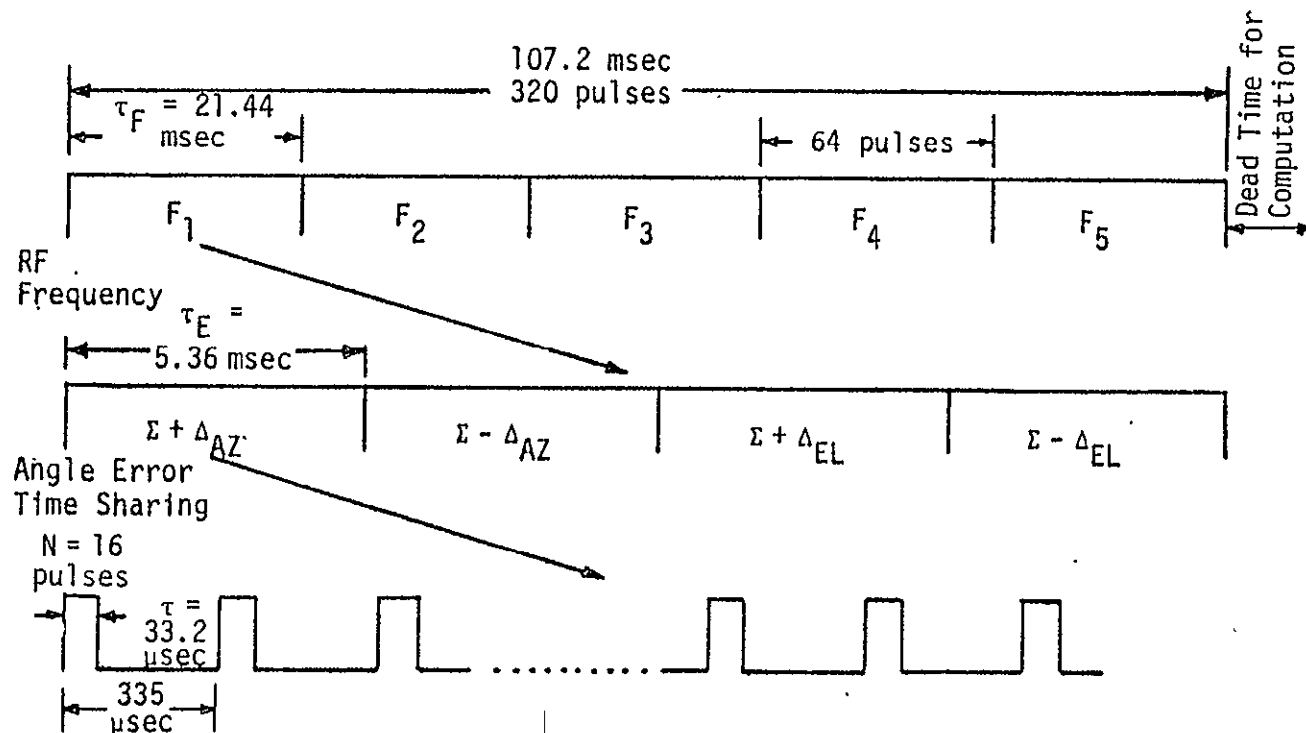 107.2 msec
320 pulses
Dead Time for
Computation
τF = 21.44
msec
64 pulses
F1
F2
F3
F4
F5
RF
Frequency
τE =
5.36 msec
Σ + ΔAZ
Σ - ΔAZ
Σ + ΔEL
Σ - ΔEL
Angle Error
Time Sharing
N = 16
pulses
τ =
33.2
μsec
335
μsec